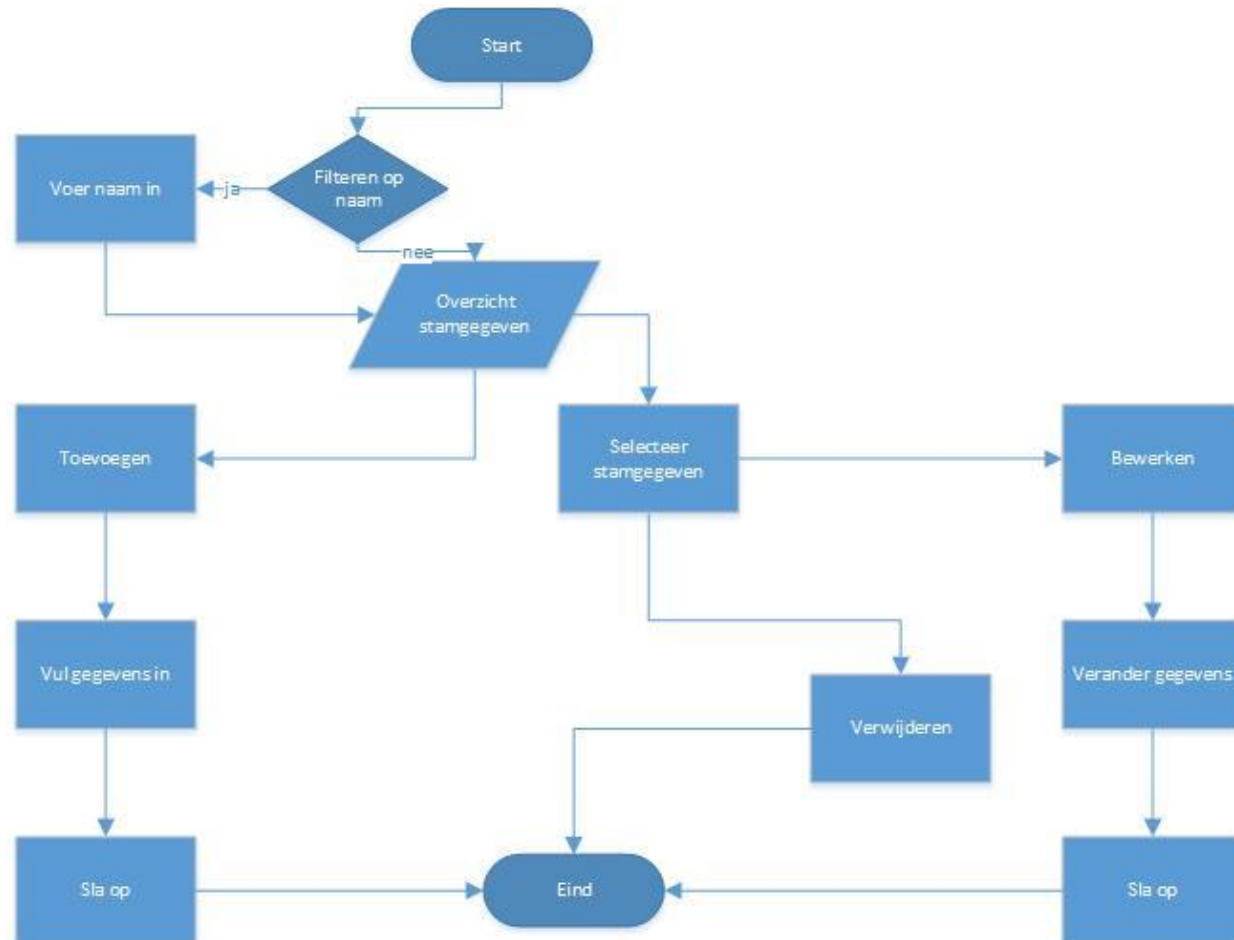 Start
Filteren op
naam
ja
Voer naam in
nee
Overzicht
stamgegeven
Toevoegen
Selecteer
stamgegeven
Bewerken
Vul gegevens in
Verander gegevens
Verwijderen
Sla op
Eind
Sla op